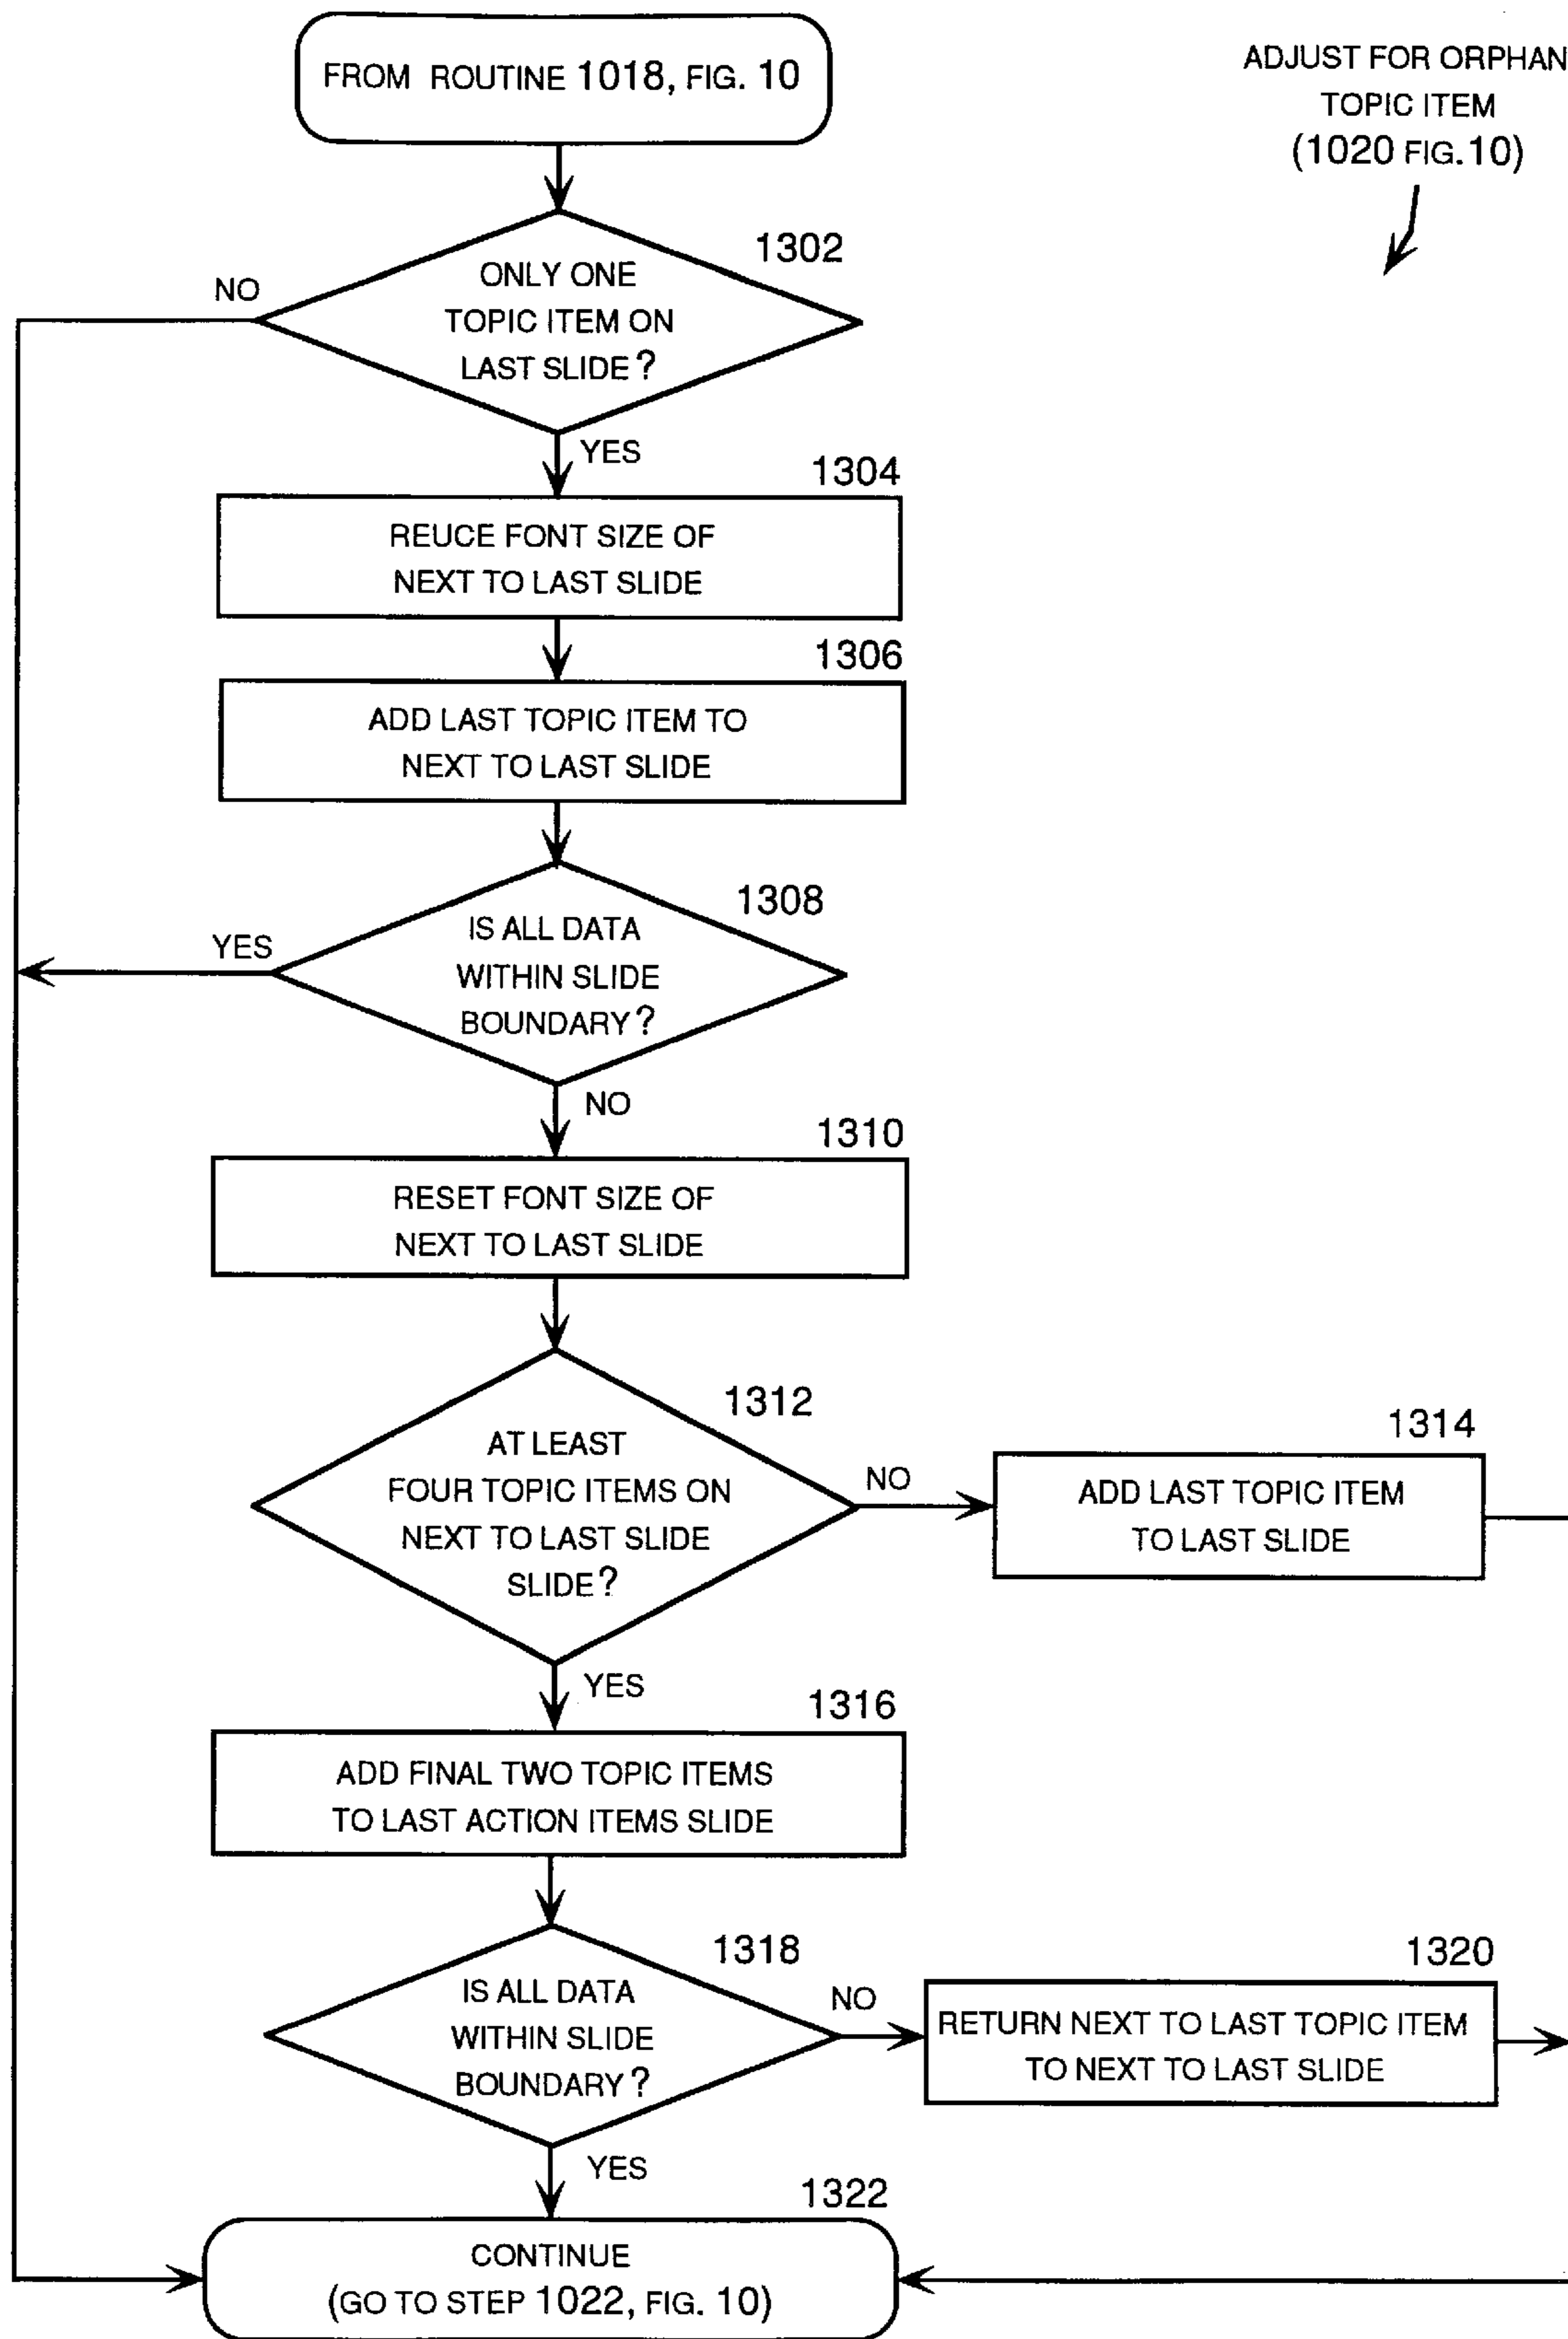 FROM ROUTINE 1018, FIG. 10
ADJUST FOR ORPHAN
TOPIC ITEM
(1020 FIG.10)
1302
NO
ONLY ONE
TOPIC ITEM ON
LAST SLIDE?
YES
1304
REUCE FONT SIZE OF
NEXT TO LAST SLIDE
1306
ADD LAST TOPIC ITEM TO
NEXT TO LAST SLIDE
1308
YES
IS ALL DATA
WITHIN SLIDE
BOUNDARY?
NO
1310
RESET FONT SIZE OF
NEXT TO LAST SLIDE
1312
AT LEAST
FOUR TOPIC ITEMS ON
NEXT TO LAST SLIDE
SLIDE?
NO
1314
ADD LAST TOPIC ITEM
TO LAST SLIDE
YES
1316
ADD FINAL TWO TOPIC ITEMS
TO LAST ACTION ITEMS SLIDE
1318
IS ALL DATA
WITHIN SLIDE
BOUNDARY?
NO
1320
RETURN NEXT TO LAST TOPIC ITEM
TO NEXT TO LAST SLIDE
YES
1322
CONTINUE
(GO TO STEP 1022, FIG. 10)